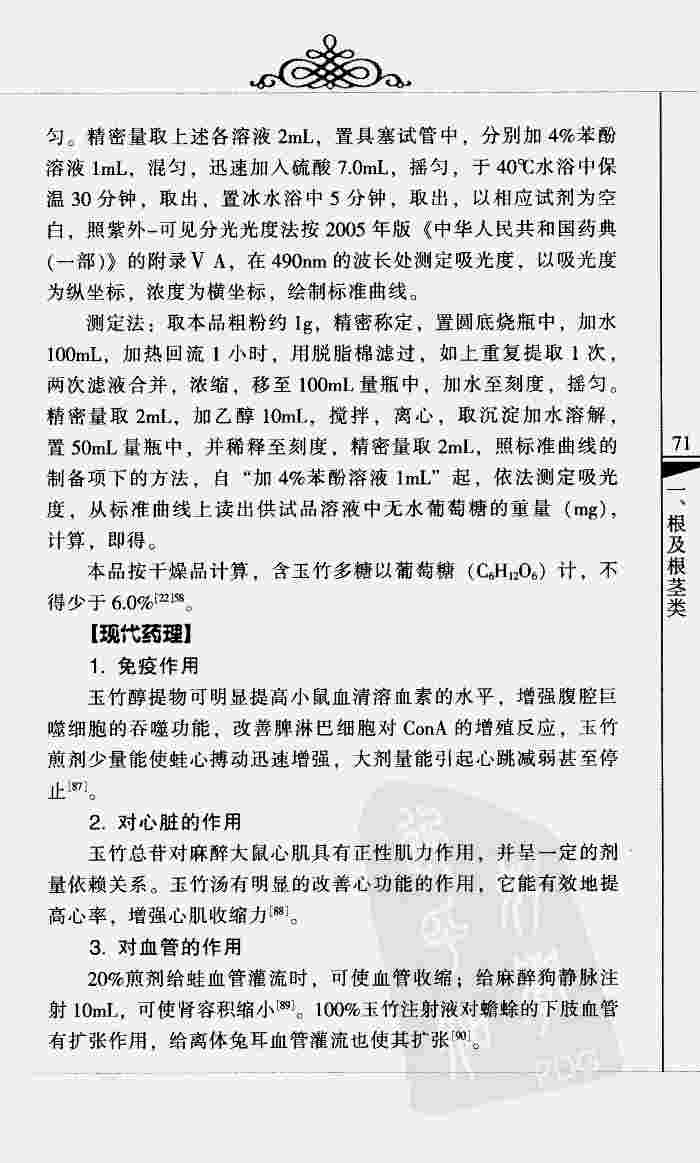 匀。精密量取上述各溶液 2mL，置具塞试管中，分别加 4%苯酚
溶液 1mL，混匀，迅速加入硫酸 7.0mL，摇匀，于 40℃水浴中保
温 30 分钟，取出，置冰水浴中 5 分钟，取出，以相应试剂为空
白，照紫外-可见分光光度法按 2005 年版《中华人民共和国药典
(一部)》的附录Ⅴ A，在 490nm 的波长处测定吸光度，以吸光度
为纵坐标，浓度为横坐标，绘制标准曲线。
测定法：取本品粗粉约 1g，精密称定，置圆底烧瓶中，加水
100mL，加热回流 1 小时，用脱脂棉滤过，如上重复提取 1 次，
两次滤液合并，浓缩，移至 100mL 量瓶中，加水至刻度，摇匀。
精密量取 2mL，加乙醇 10mL，搅拌，离心，取沉淀加水溶解，
置 50mL 量瓶中，并稀释至刻度，精密量取 2mL，照标准曲线的
制备项下的方法，自“加 4%苯酚溶液 1mL”起，依法测定吸光
度，从标准曲线上读出供试品溶液中无水葡萄糖的重量（mg），
计算，即得。
本品按干燥品计算，含玉竹多糖以葡萄糖（C₆H₁₂O₆）计，不
得少于 6.0%[22]58。
【现代药理】
1. 免疫作用
玉竹醇提物可明显提高小鼠血清溶血素的水平，增强腹腔巨
噬细胞的吞噬功能，改善脾淋巴细胞对 ConA 的增殖反应，玉竹
煎剂少量能使蛙心搏动迅速增强，大剂量能引起心跳减弱甚至停
止[87]。
2. 对心脏的作用
玉竹总苷对麻醉大鼠心肌具有正性肌力作用，并呈一定的剂
量依赖关系。玉竹汤有明显的改善心功能的作用，它能有效地提
高心率，增强心肌收缩力[88]。
3. 对血管的作用
20%煎剂给蛙血管灌流时，可使血管收缩；给麻醉狗静脉注
射 10mL，可使肾容积缩小[89]。100%玉竹注射液对蟾蜍的下肢血管
有扩张作用，给离体兔耳血管灌流也使其扩张[90]。
71
一、根及根茎类
PDG